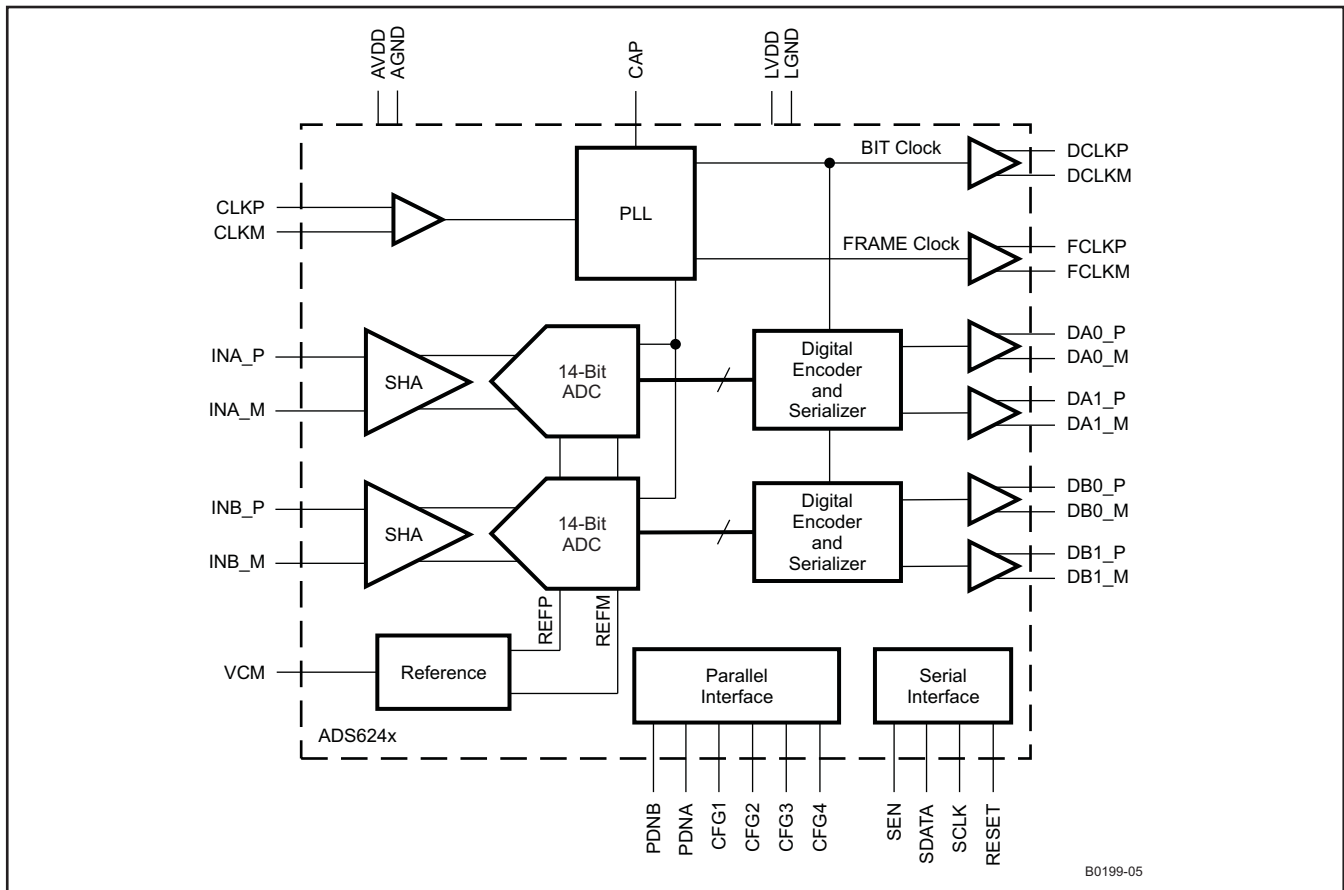 AVDD
AGND
CAP
LVDD
LGND
CLKP
CLKM
PLL
BIT Clock
DCLKP
DCLKM
FRAME Clock
FCLKP
FCLKM
INA_P
INA_M
SHA
14-Bit
ADC
Digital
Encoder
and
Serializer
DA0_P
DA0_M
DA1_P
DA1_M
INB_P
INB_M
SHA
14-Bit
ADC
Digital
Encoder
and
Serializer
DB0_P
DB0_M
DB1_P
DB1_M
REFP
REFM
VCM
Reference
Parallel
Interface
Serial
Interface
ADS624x
PDNB
PDNA
CFG1
CFG2
CFG3
CFG4
SEN
SDATA
SCLK
RESET
B0199-05